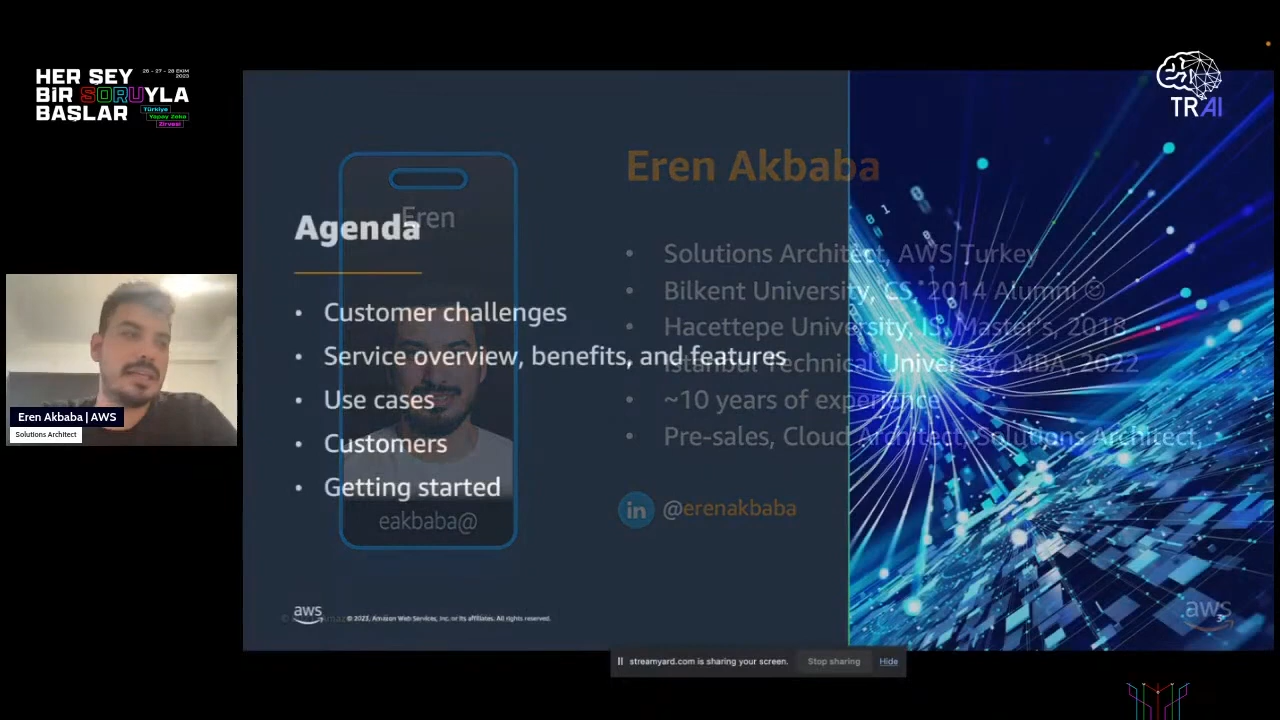 HER ŞEY
BİR SORUYLA
BAŞLAR
26 - 27 - 28 EKİM
2023
Türkiye
Yapay Zeka
Zirvesi
TRAI
Eren Akbaba | AWS
Solutions Architect
Agenda
• Customer challenges
• Service overview, benefits, and features
• Use cases
• Customers
• Getting started
aws
© 2023, Amazon Web Services, Inc. or its affiliates. All rights reserved.
Eren
eakbaba@
Eren Akbaba
• Solutions Architect, AWS Turkey
• Bilkent University, CS, 2014 Alumni ☺
• Hacettepe University, IS, Master's, 2018
• Istanbul Technical University, MBA, 2022
• ~10 years of experience
• Pre-sales, Cloud Architect, Solutions Architect,
in @erenakbaba
aws
streamyard.com is sharing your screen. Stop sharing Hide